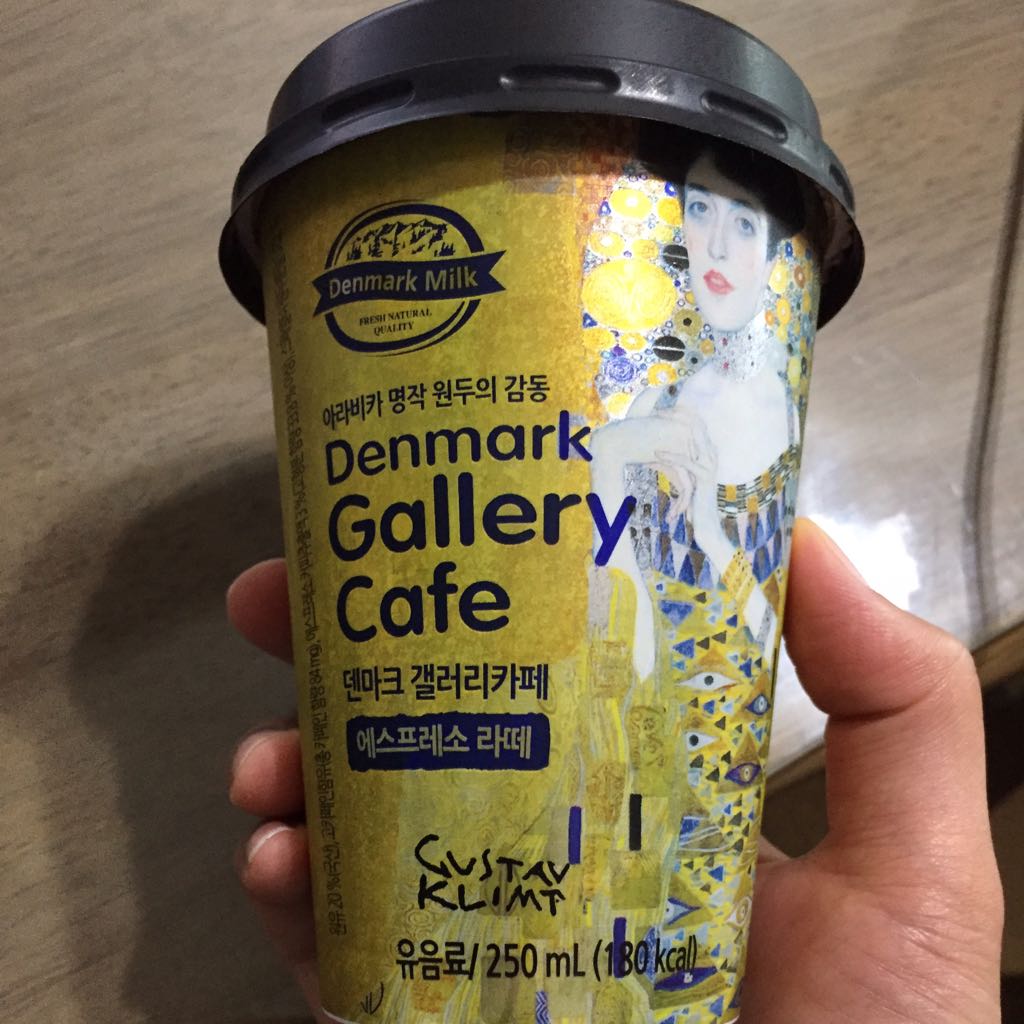 Denmark Milk
FRESH NATURAL
QUALITY
아라비카 명작 원두의 감동
Denmark
Gallery
Cafe
덴마크 갤러리카페
에스프레소 라떼
GUSTAV
KLIMT
유음료/ 250 mL (180 kcal)